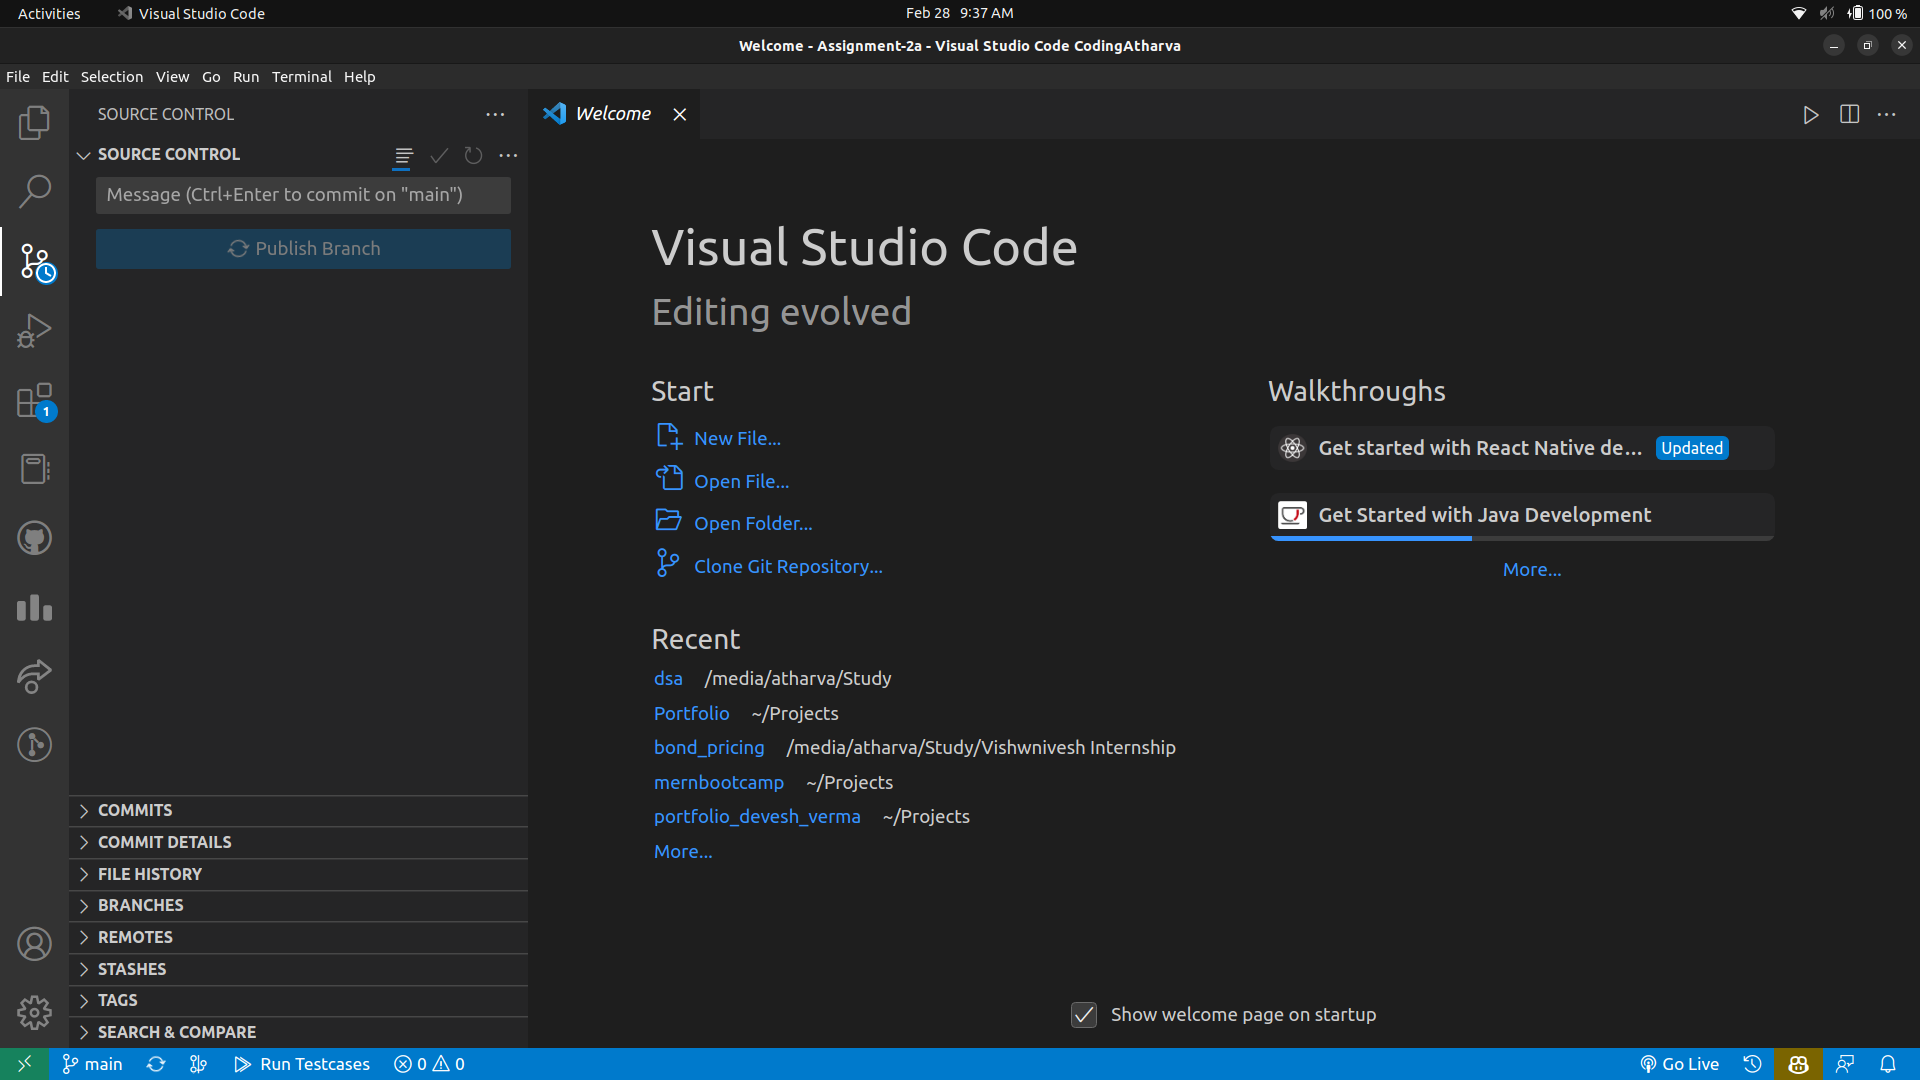 Activities
Visual Studio Code
Feb 28 9:37 AM
100 %
Welcome - Assignment-2a - Visual Studio Code CodingAtharva
File Edit Selection View Go Run Terminal Help
SOURCE CONTROL
SOURCE CONTROL
Message (Ctrl+Enter to commit on "main")
Publish Branch
1
COMMITS
COMMIT DETAILS
FILE HISTORY
BRANCHES
REMOTES
STASHES
TAGS
SEARCH & COMPARE
Welcome
Visual Studio Code
Editing evolved
Start
New File...
Open File...
Open Folder...
Clone Git Repository...
Recent
dsa /media/atharva/Study
Portfolio ~/Projects
bond_pricing /media/atharva/Study/Vishwnivesh Internship
mernbootcamp ~/Projects
portfolio_devesh_verma ~/Projects
More...
Walkthroughs
Get started with React Native de... Updated
Get Started with Java Development
More...
Show welcome page on startup
main
Run Testcases
0 0
Go Live